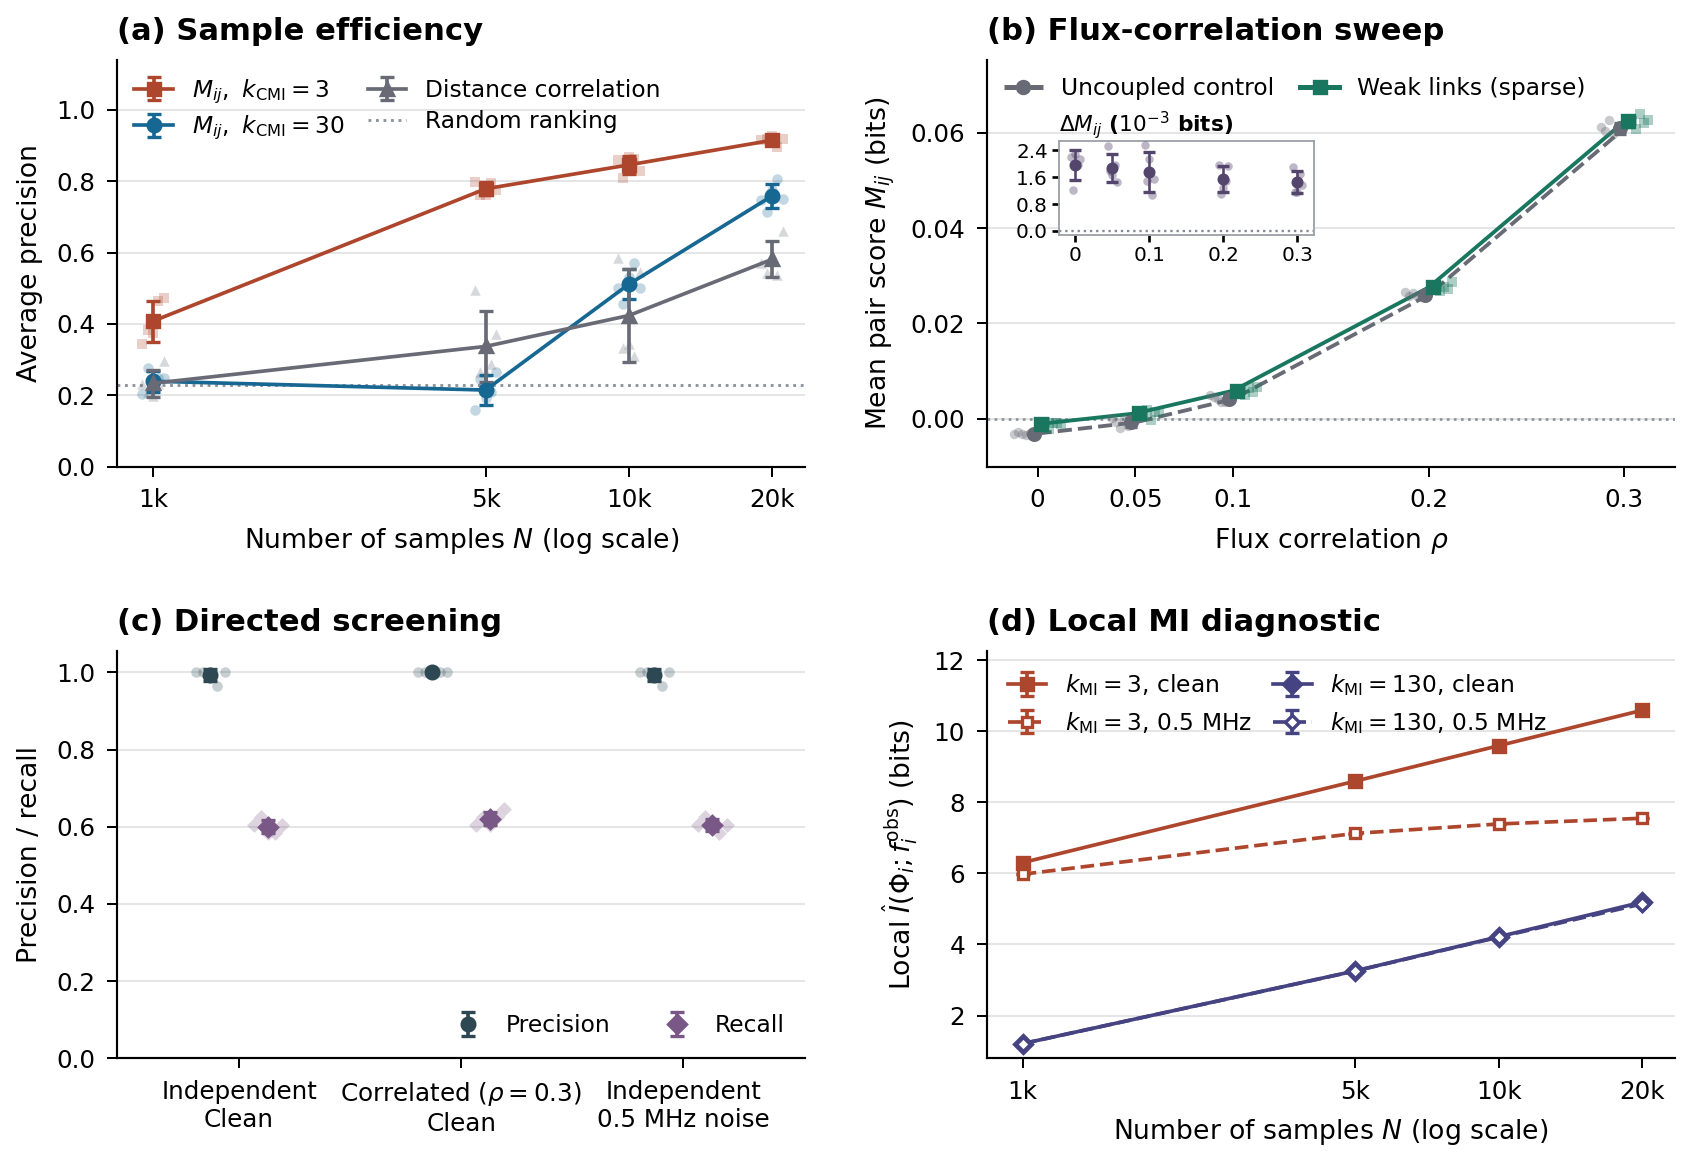 (a) Sample efficiency
M_ij, k_CMI = 3
M_ij, k_CMI = 30
Distance correlation
Random ranking
Average precision
1.0
0.8
0.6
0.4
0.2
0.0
1k 5k 10k 20k
Number of samples N (log scale)
(b) Flux-correlation sweep
Uncoupled control
Weak links (sparse)
ΔM_ij (10^−3 bits)
2.4
1.6
0.8
0.0
0 0.1 0.2 0.3
Mean pair score M_ij (bits)
0.06
0.04
0.02
0.00
0 0.05 0.1 0.2 0.3
Flux correlation ρ
(c) Directed screening
Precision / recall
1.0
0.8
0.6
0.4
0.2
0.0
Precision
Recall
Independent
Clean
Correlated (ρ = 0.3)
Clean
Independent
0.5 MHz noise
(d) Local MI diagnostic
k_MI = 3, clean
k_MI = 3, 0.5 MHz
k_MI = 130, clean
k_MI = 130, 0.5 MHz
Local Î(Φ_i; f_i^obs) (bits)
12
10
8
6
4
2
1k 5k 10k 20k
Number of samples N (log scale)